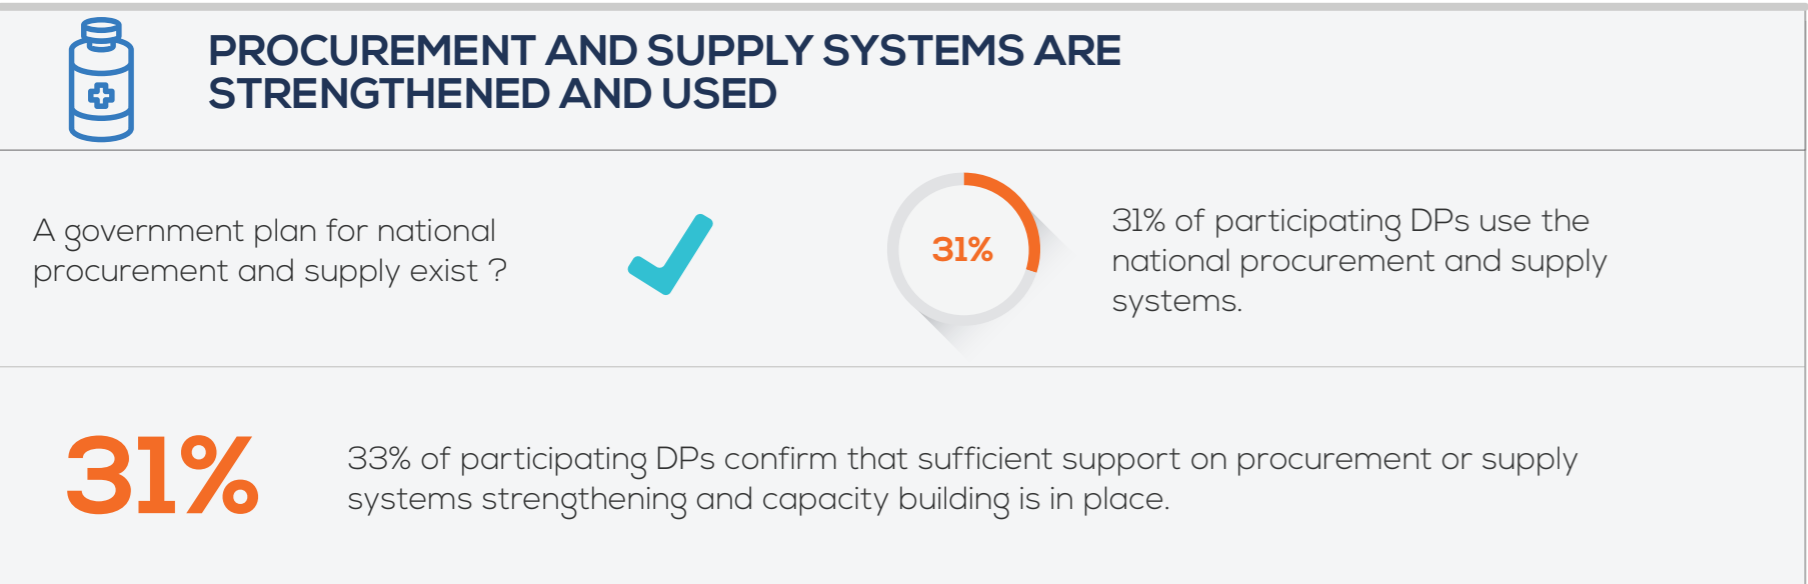 PROCUREMENT AND SUPPLY SYSTEMS ARE
STRENGTHENED AND USED
A government plan for national
procurement and supply exist ?
31%
31% of participating DPs use the
national procurement and supply
systems.
31%
33% of participating DPs confirm that sufficient support on procurement or supply
systems strengthening and capacity building is in place.